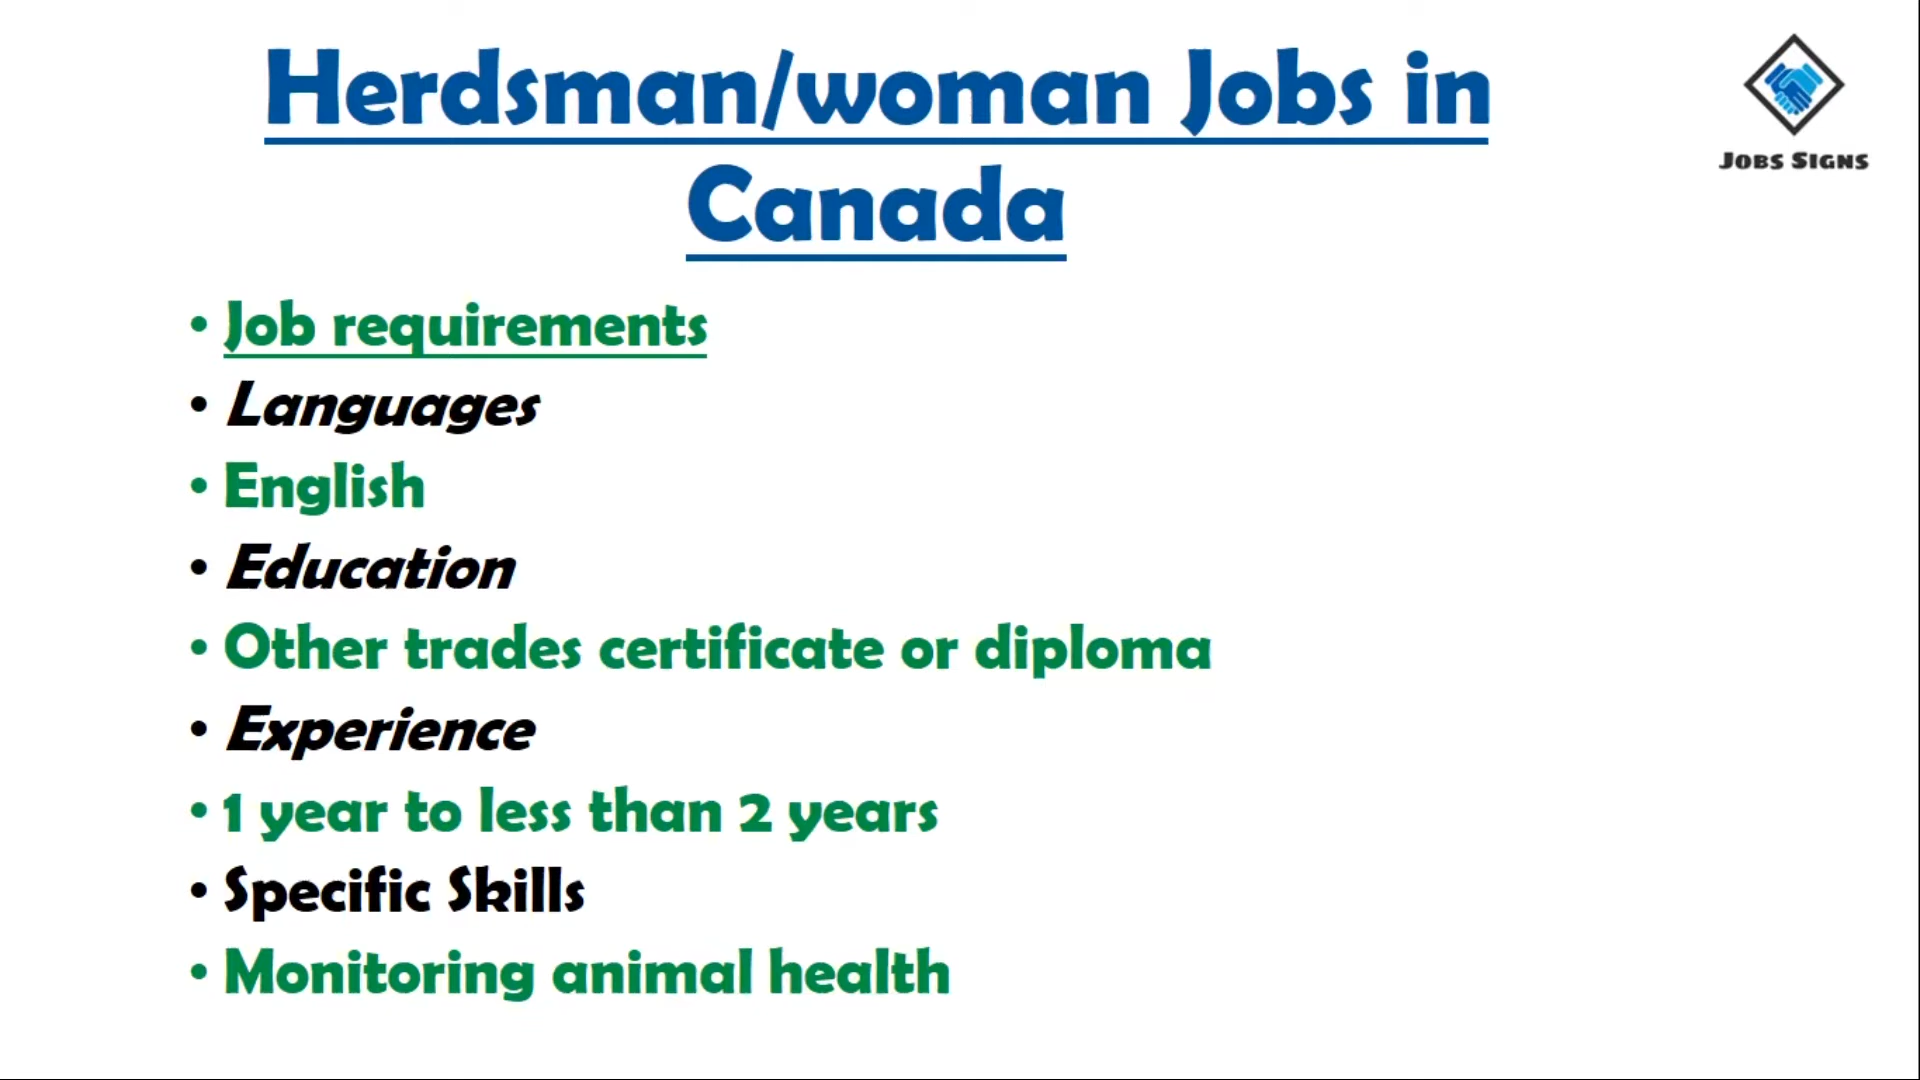 Herdsman/woman Jobs in
Canada
JOBS SIGNS
• Job requirements
• Languages
• English
• Education
• Other trades certificate or diploma
• Experience
• 1 year to less than 2 years
• Specific Skills
• Monitoring animal health